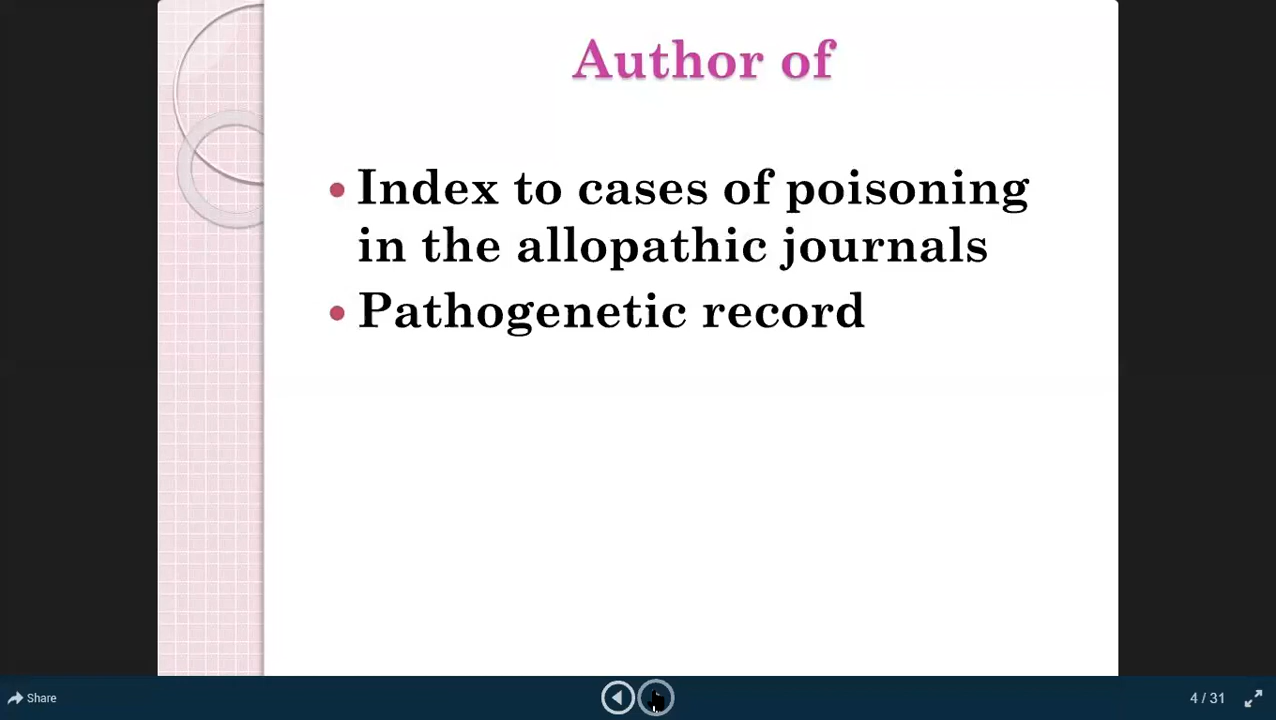 Author of
Index to cases of poisoning
in the allopathic journals
Pathogenetic record
Share
4 / 31